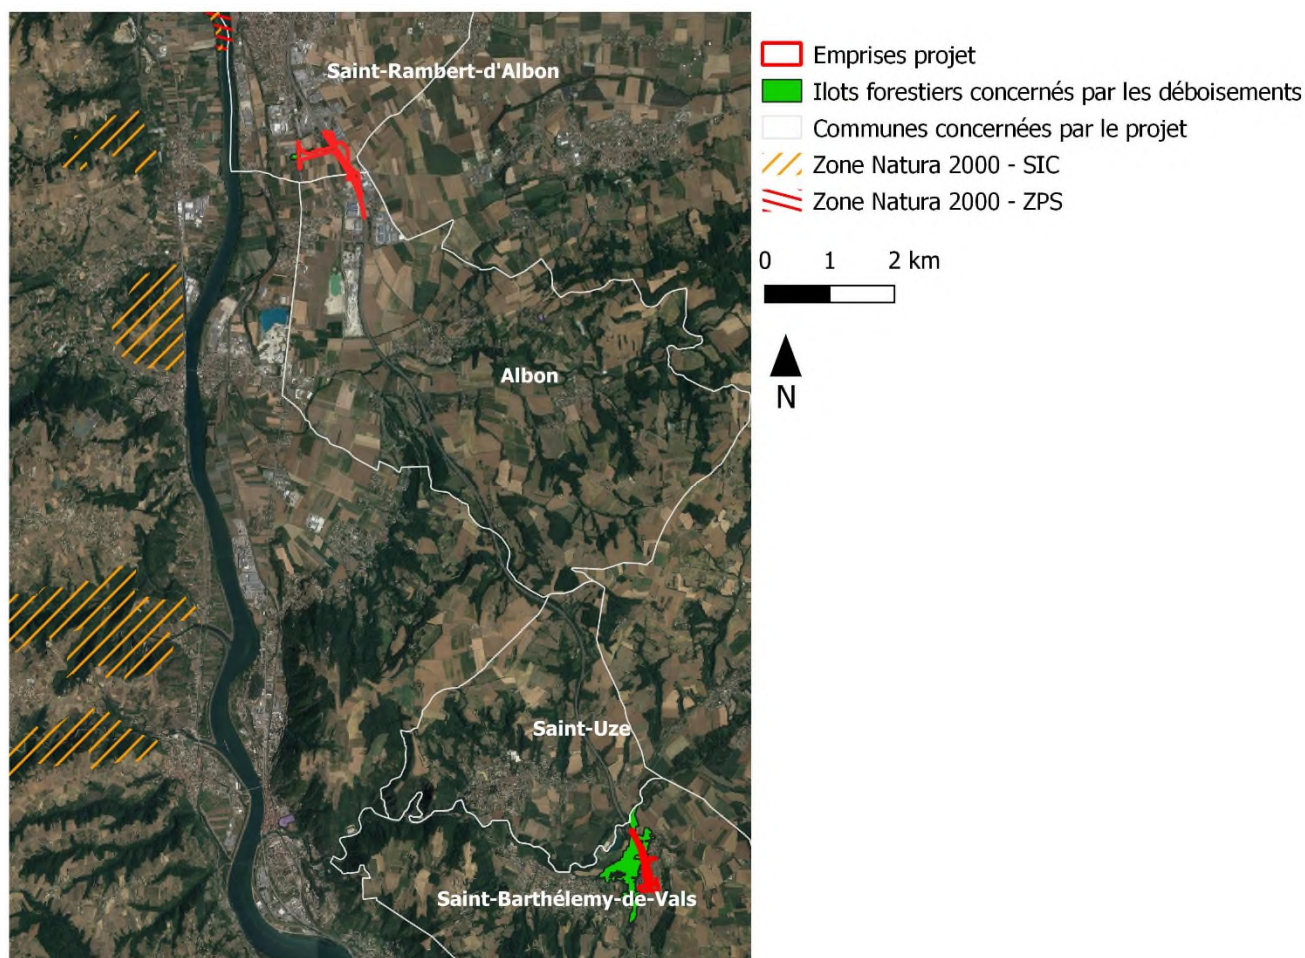 Saint-Rambert-d'Albon
Albon
Saint-Uze
Saint-Barthélemy-de-Vals
Emprises projet
Ilots forestiers concernés par les déboisements
Communes concernées par le projet
Zone Natura 2000 - SIC
Zone Natura 2000 - ZPS
0 1 2 km
N